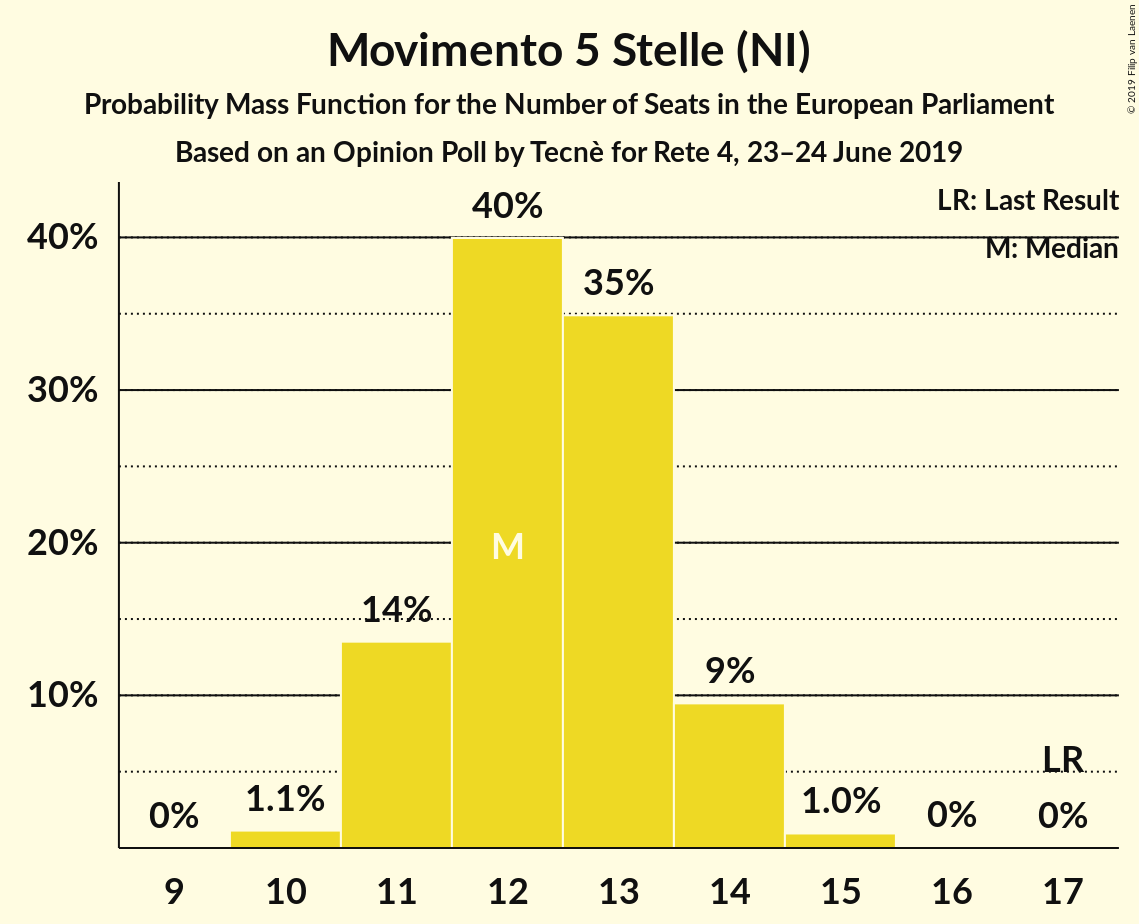 Movimento 5 Stelle (NI)
Probability Mass Function for the Number of Seats in the European Parliament
Based on an Opinion Poll by Tecnè for Rete 4, 23–24 June 2019
© 2019 Filip van Laenen
LR: Last Result
M: Median
40%
30%
20%
10%
0%
1.1%
14%
40%
M
35%
9%
1.0%
0%
LR
0%
9 10 11 12 13 14 15 16 17